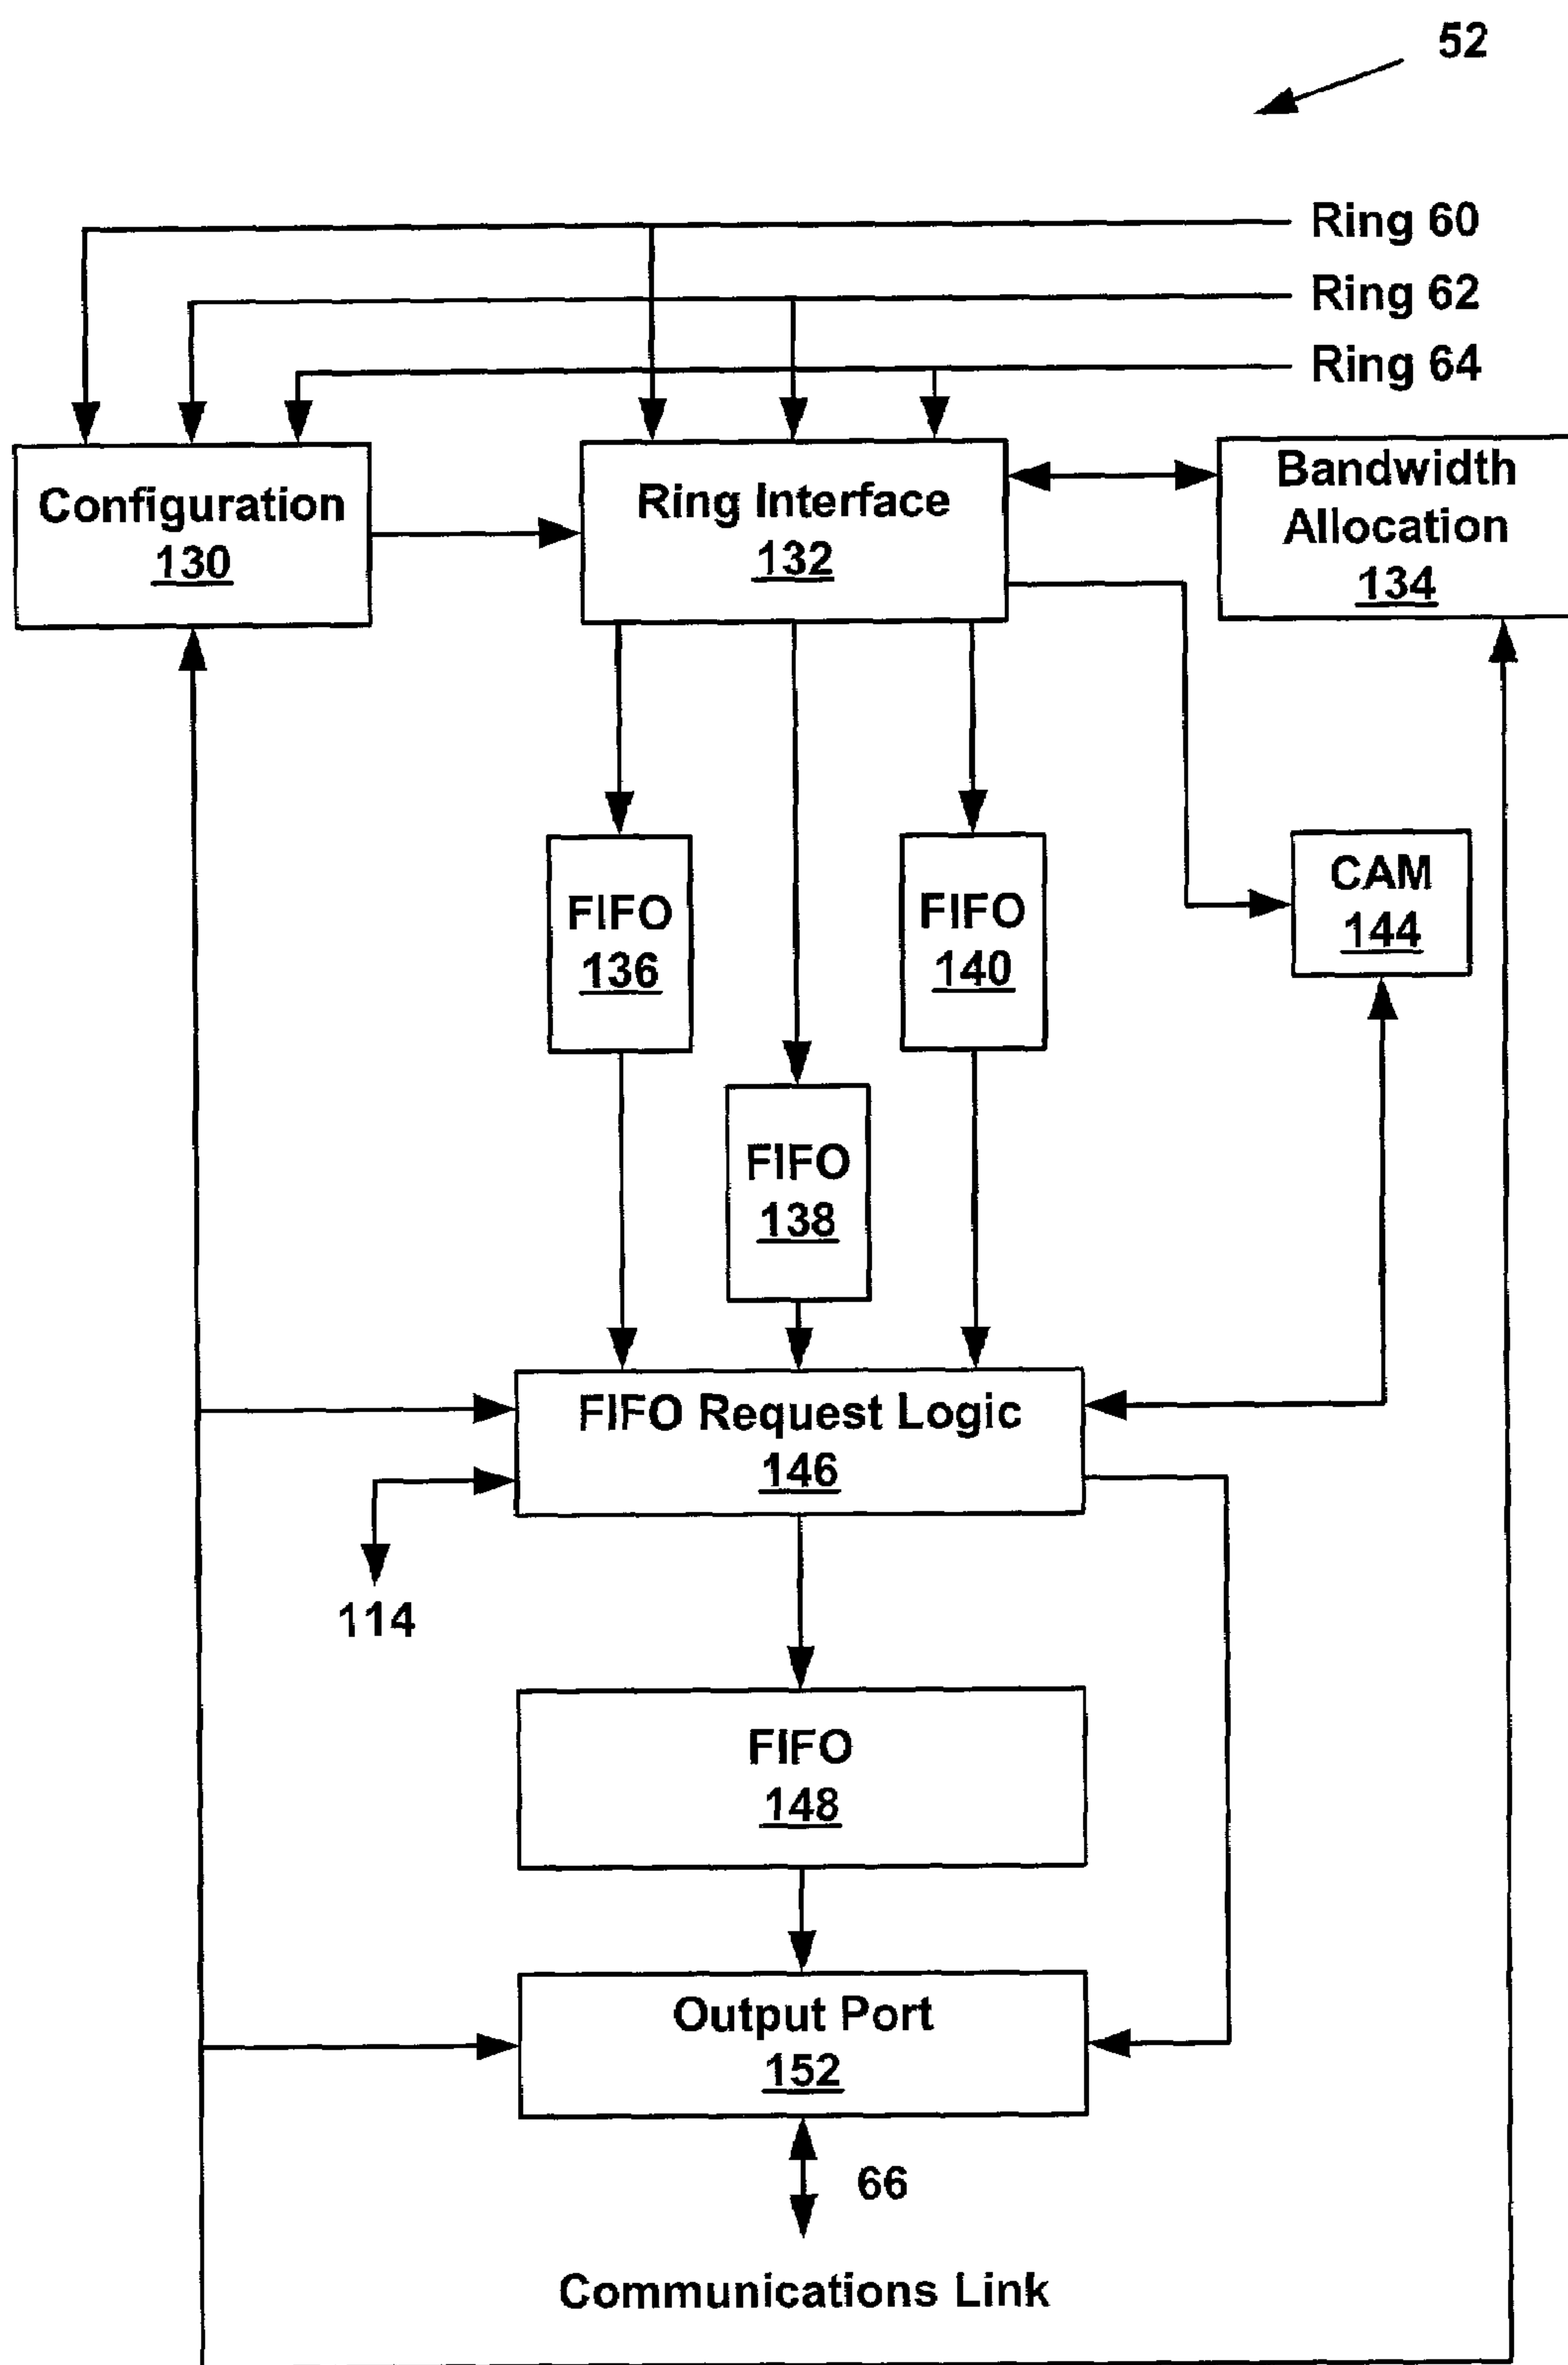 52
Ring 60
Ring 62
Ring 64
Configuration
130
Ring Interface
132
Bandwidth
Allocation
134
FIFO
136
FIFO
140
CAM
144
FIFO
138
FIFO Request Logic
146
114
FIFO
148
Output Port
152
66
Communications Link